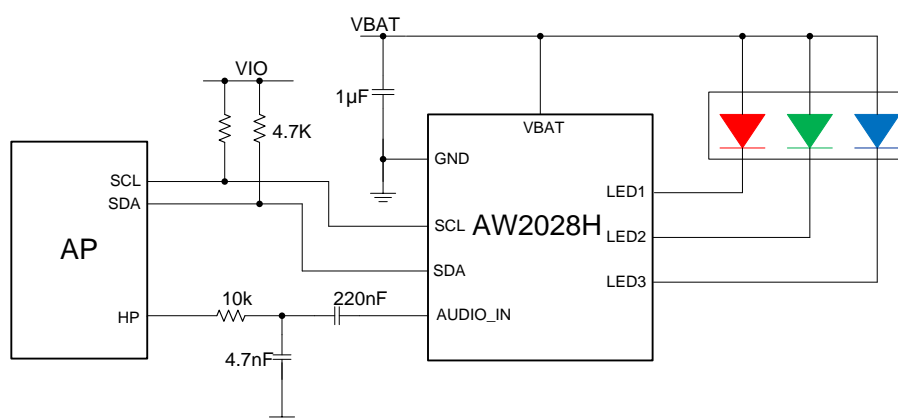 VBAT
VIO
1µF
4.7K
VBAT
GND
SCL
SDA
LED1
SCL
AW2028H
AP
LED2
SDA
LED3
10k
220nF
HP
AUDIO_IN
4.7nF